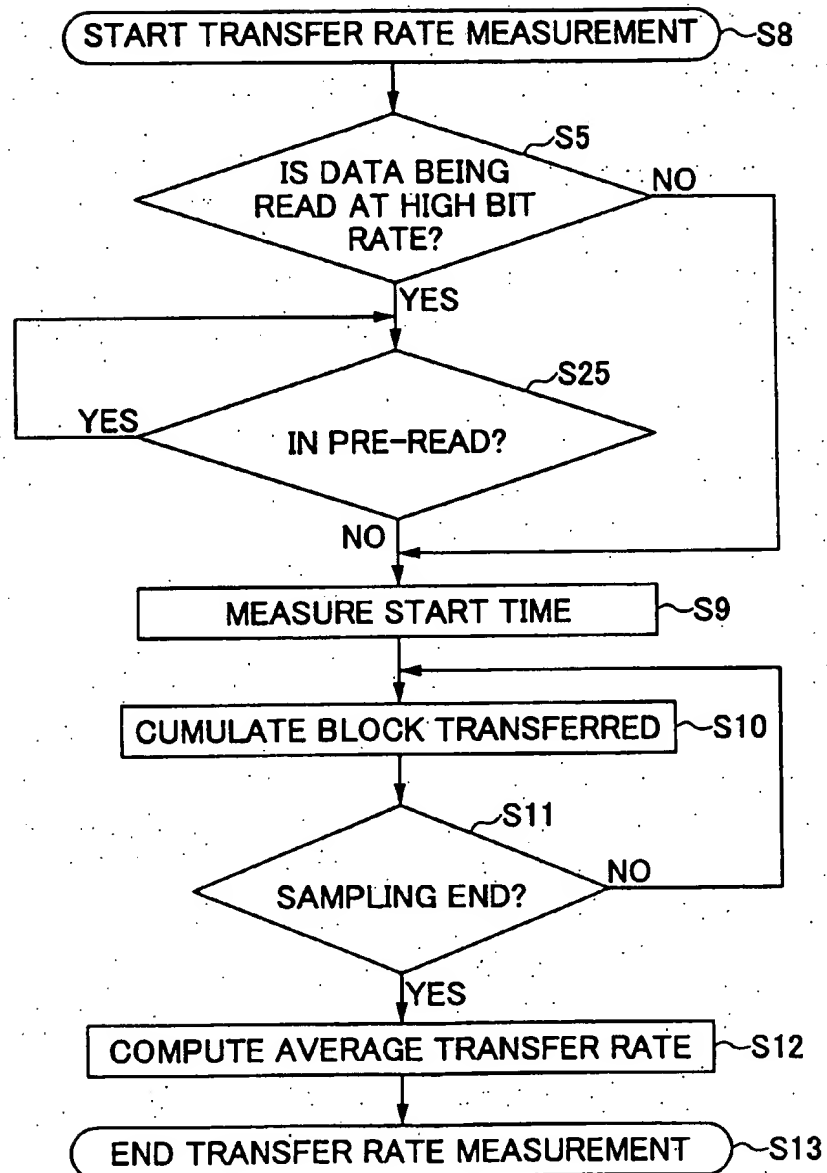 START TRANSFER RATE MEASUREMENT S8
S5
IS DATA BEING
READ AT HIGH BIT
RATE?
NO
YES
S25
YES
IN PRE-READ?
NO
MEASURE START TIME S9
CUMULATE BLOCK TRANSFERRED S10
S11
NO
SAMPLING END?
YES
COMPUTE AVERAGE TRANSFER RATE S12
END TRANSFER RATE MEASUREMENT S13